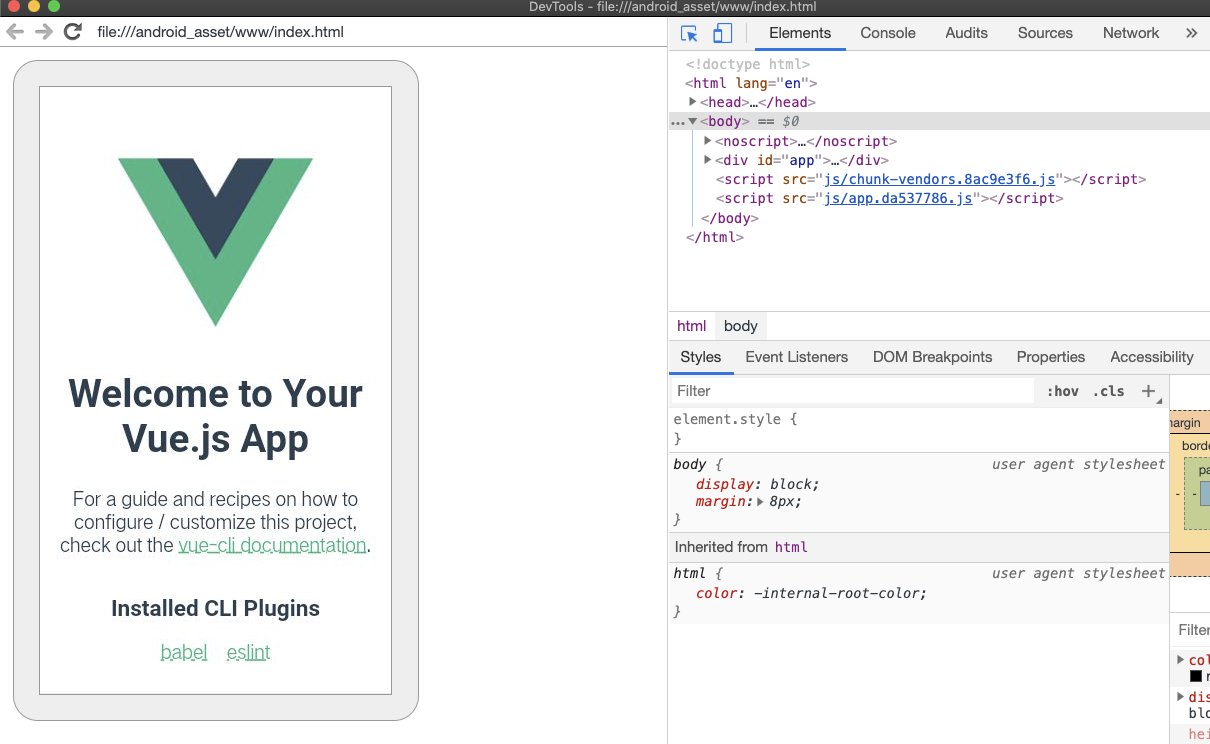 DevTools - file:///android_asset/www/index.html
file:///android_asset/www/index.html
Welcome to Your
Vue.js App
For a guide and recipes on how to
configure / customize this project,
check out the vue-cli documentation.
Installed CLI Plugins
babel eslint
Elements Console Audits Sources Network »
<!doctype html>
<html lang="en">
<head>…</head>
… <body> == $0
<noscript>…</noscript>
<div id="app">…</div>
<script src="js/chunk-vendors.8ac9e3f6.js"></script>
<script src="js/app.da537786.js"></script>
</body>
</html>
html body
Styles Event Listeners DOM Breakpoints Properties Accessibility
Filter :hov .cls +
element.style {
}
body { user agent stylesheet
display: block;
margin: 8px;
}
Inherited from html
html { user agent stylesheet
color: -internal-root-color;
}
margin
borde
pa
- -
Filter
col
r
dis
blo
hei